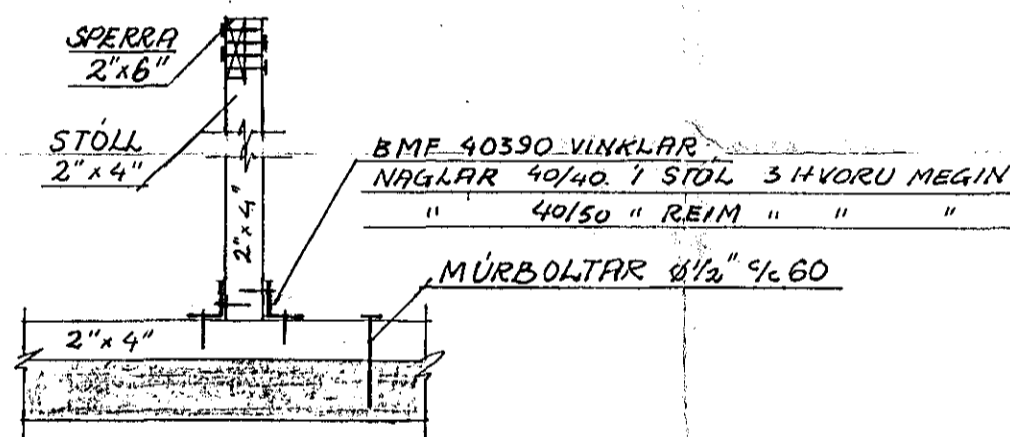 SPERRA
2"x6"
STÓLL
2"x4"
BMF 40390 VINKLAR
NAGLAR 40/40 Í STÓL 3 HVORU MEGIN
" 40/50 " REIM " " "
2"x4"
MÚRBOLTAR ø1/2" c/c 60
2"x4"